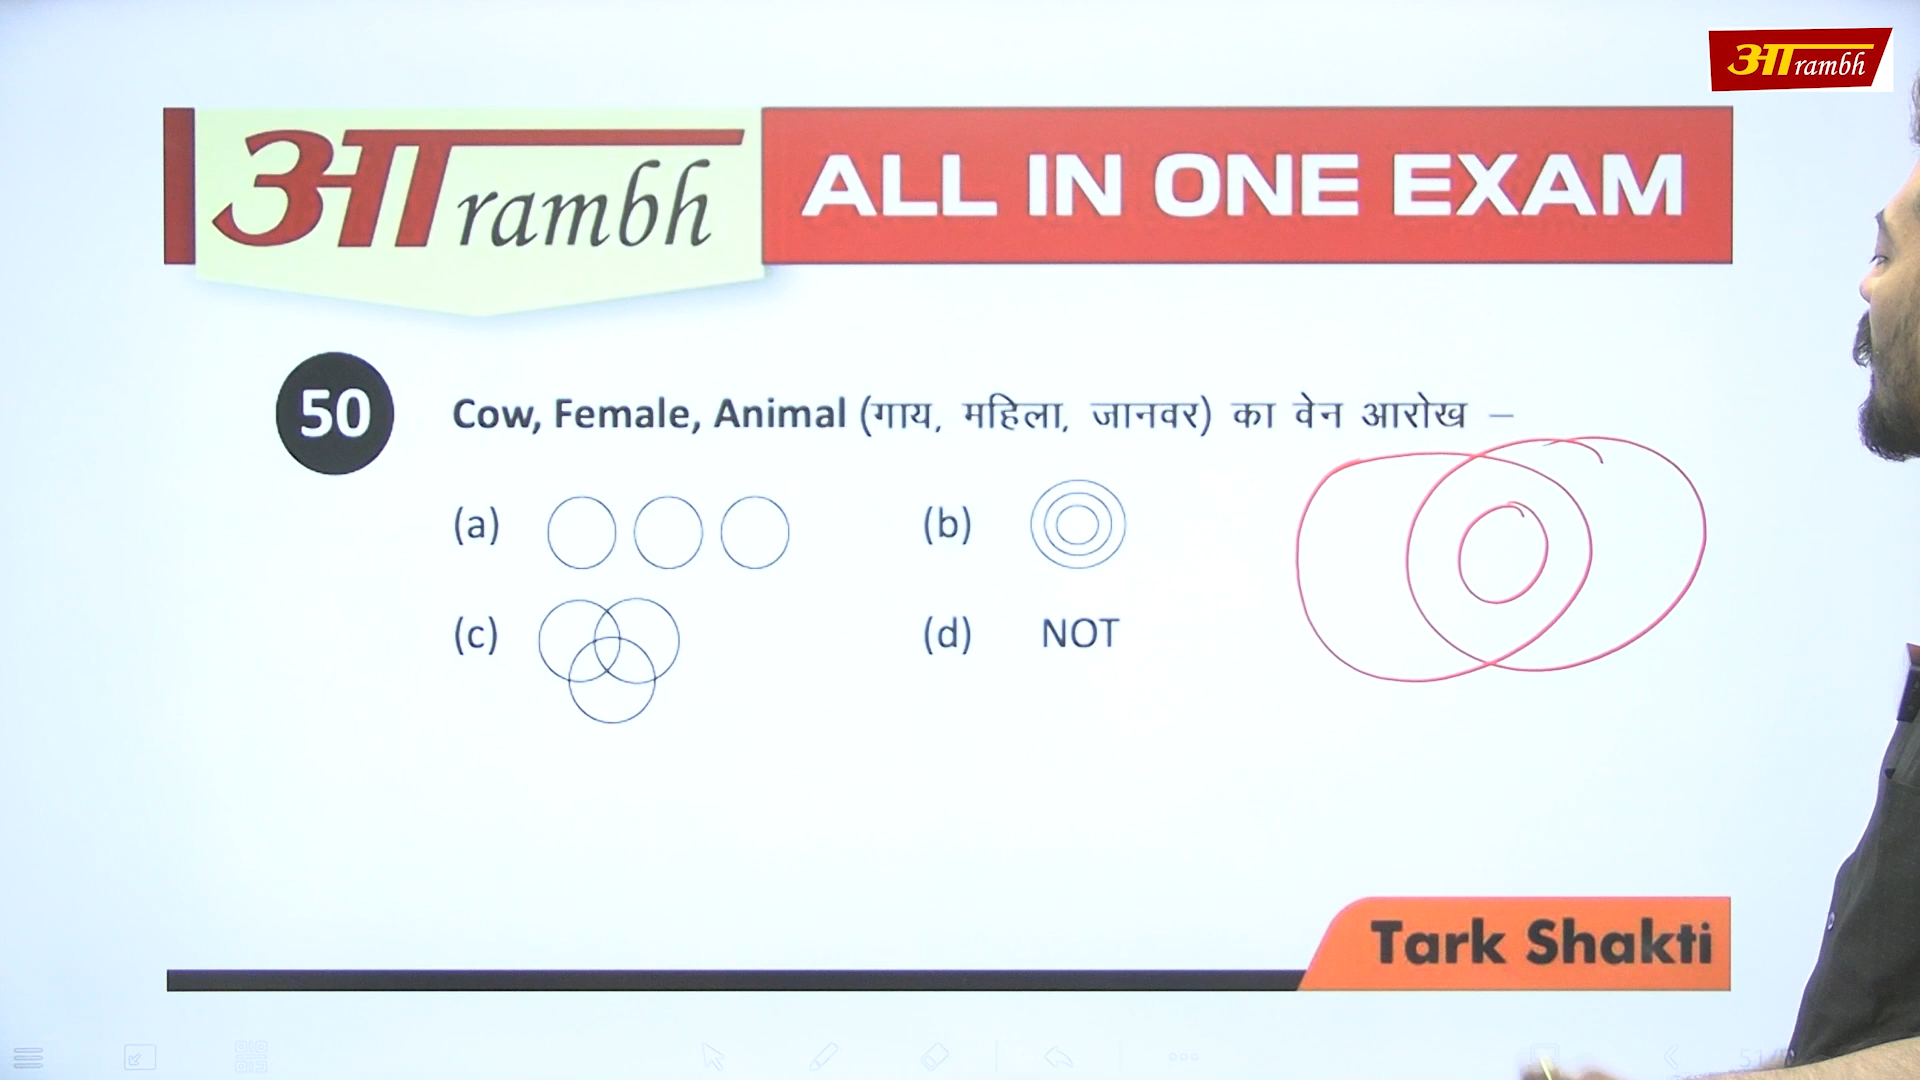 आrambh
आrambh ALL IN ONE EXAM
50 Cow, Female, Animal (गाय, महिला, जानवर) का वेन आरोख –
(a) (b)
(c) (d) NOT
Tark Shakti